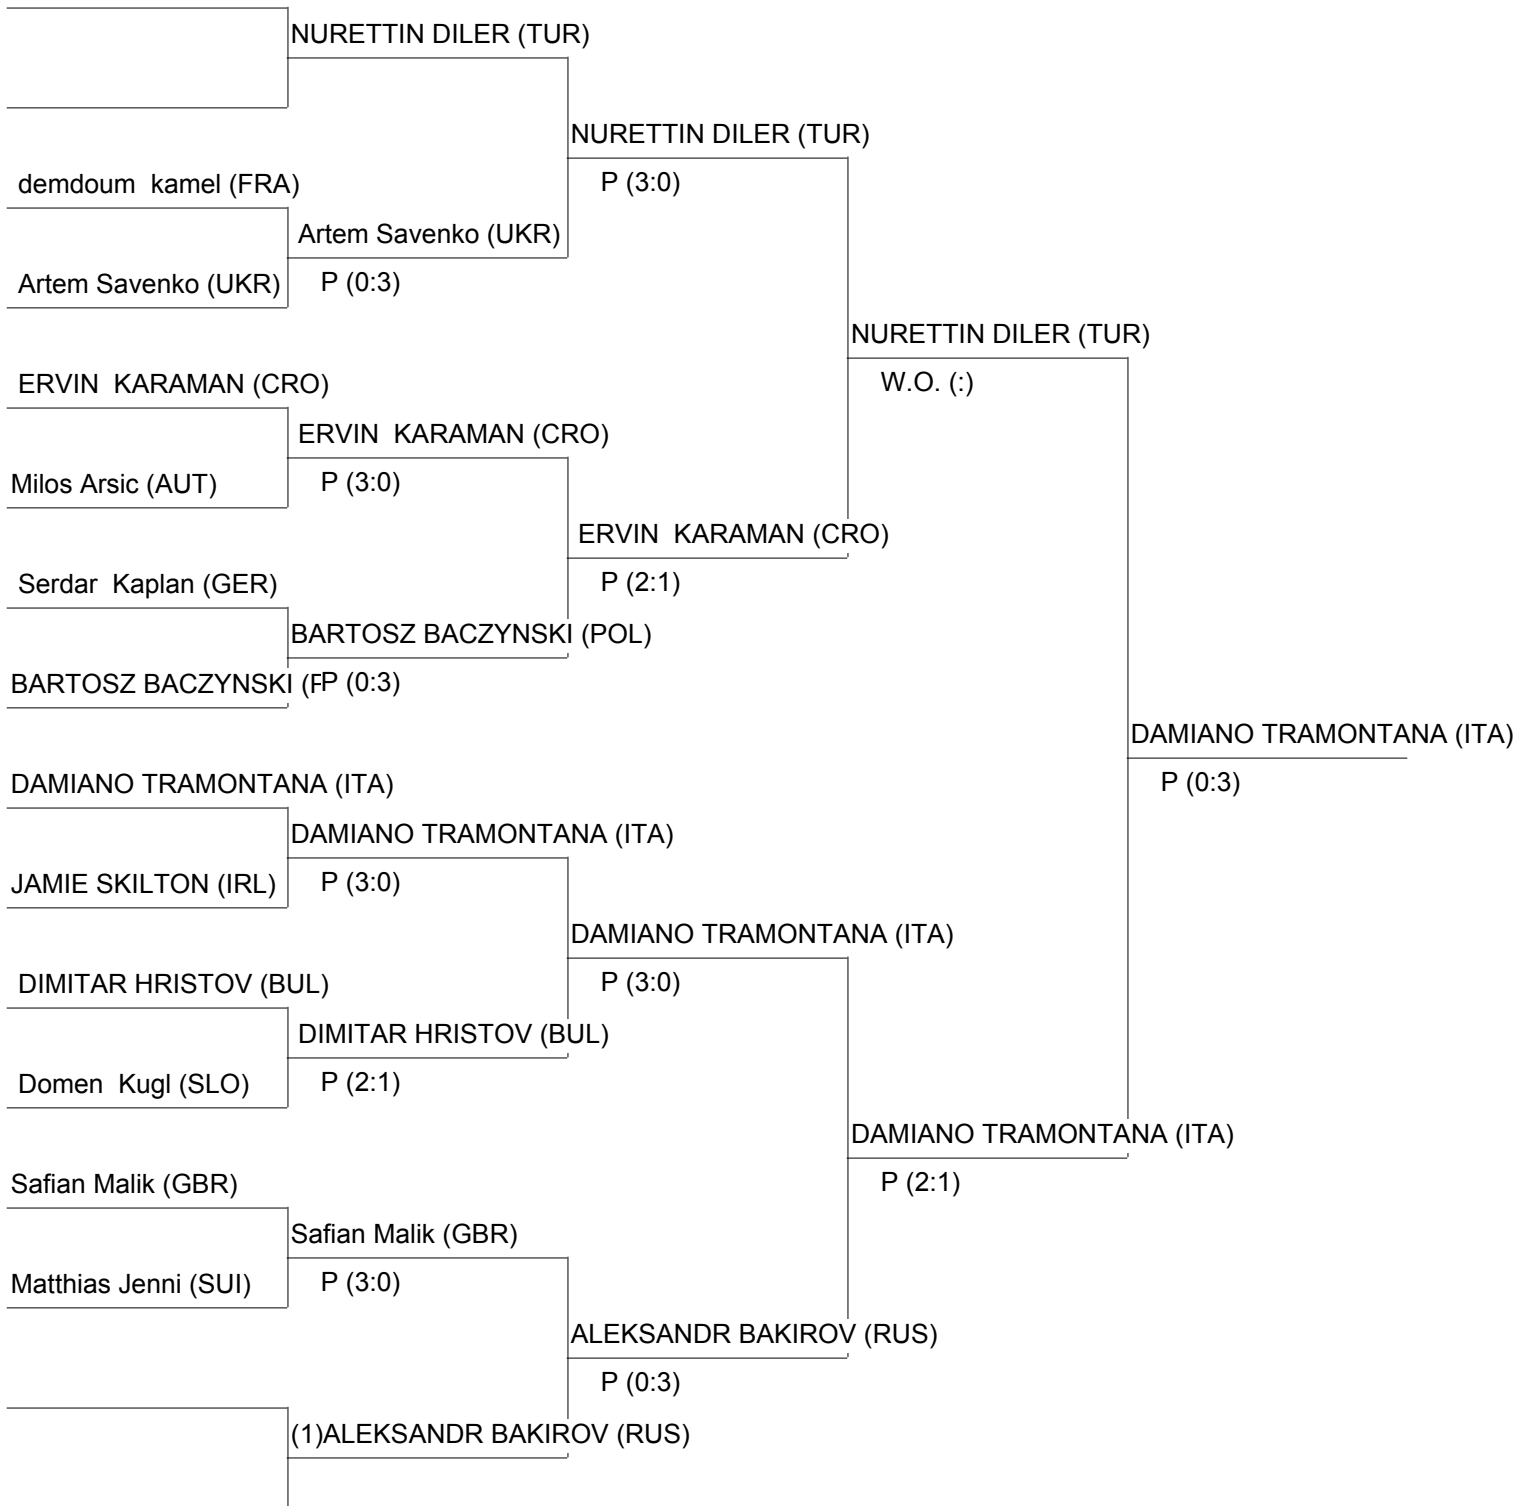 NURETTIN DILER (TUR)
NURETTIN DILER (TUR)
demdoum  kamel (FRA)
P (3:0)
Artem Savenko (UKR)
Artem Savenko (UKR)
P (0:3)
NURETTIN DILER (TUR)
ERVIN  KARAMAN (CRO)
W.O. (:)
ERVIN  KARAMAN (CRO)
Milos Arsic (AUT)
P (3:0)
ERVIN  KARAMAN (CRO)
Serdar  Kaplan (GER)
P (2:1)
BARTOSZ BACZYNSKI (POL)
BARTOSZ BACZYNSKI (
P (0:3)
DAMIANO TRAMONTANA (ITA)
DAMIANO TRAMONTANA (ITA)
P (0:3)
DAMIANO TRAMONTANA (ITA)
JAMIE SKILTON (IRL)
P (3:0)
DAMIANO TRAMONTANA (ITA)
DIMITAR HRISTOV (BUL)
P (3:0)
DIMITAR HRISTOV (BUL)
Domen  Kugl (SLO)
P (2:1)
DAMIANO TRAMONTANA (ITA)
Safian Malik (GBR)
P (2:1)
Safian Malik (GBR)
Matthias Jenni (SUI)
P (3:0)
ALEKSANDR BAKIROV (RUS)
P (0:3)
(1)ALEKSANDR BAKIROV (RUS)